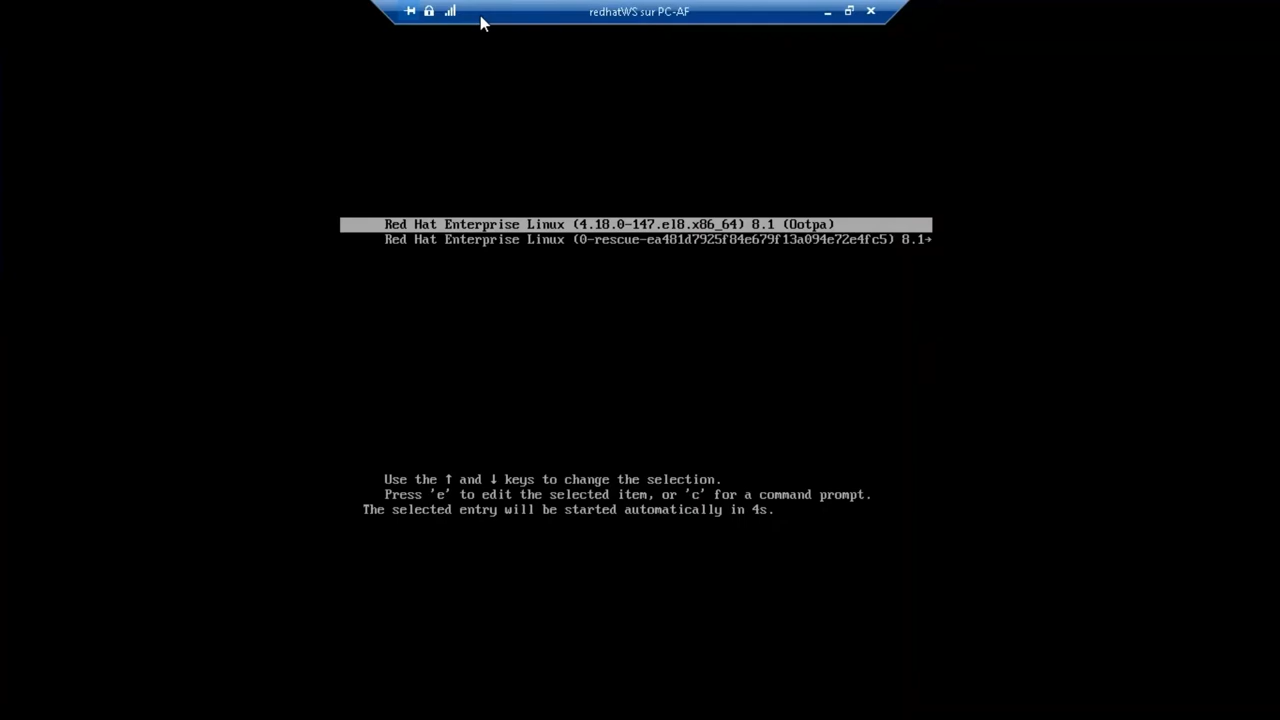 redhatWS sur PC-AF
Red Hat Enterprise Linux (4.18.0-147.el8.x86_64) 8.1 (Ootpa)
Red Hat Enterprise Linux (0-rescue-ea481d7925f84e679f13a094e72e4fc5) 8.1→
Use the ↑ and ↓ keys to change the selection.
Press 'e' to edit the selected item, or 'c' for a command prompt.
The selected entry will be started automatically in 4s.